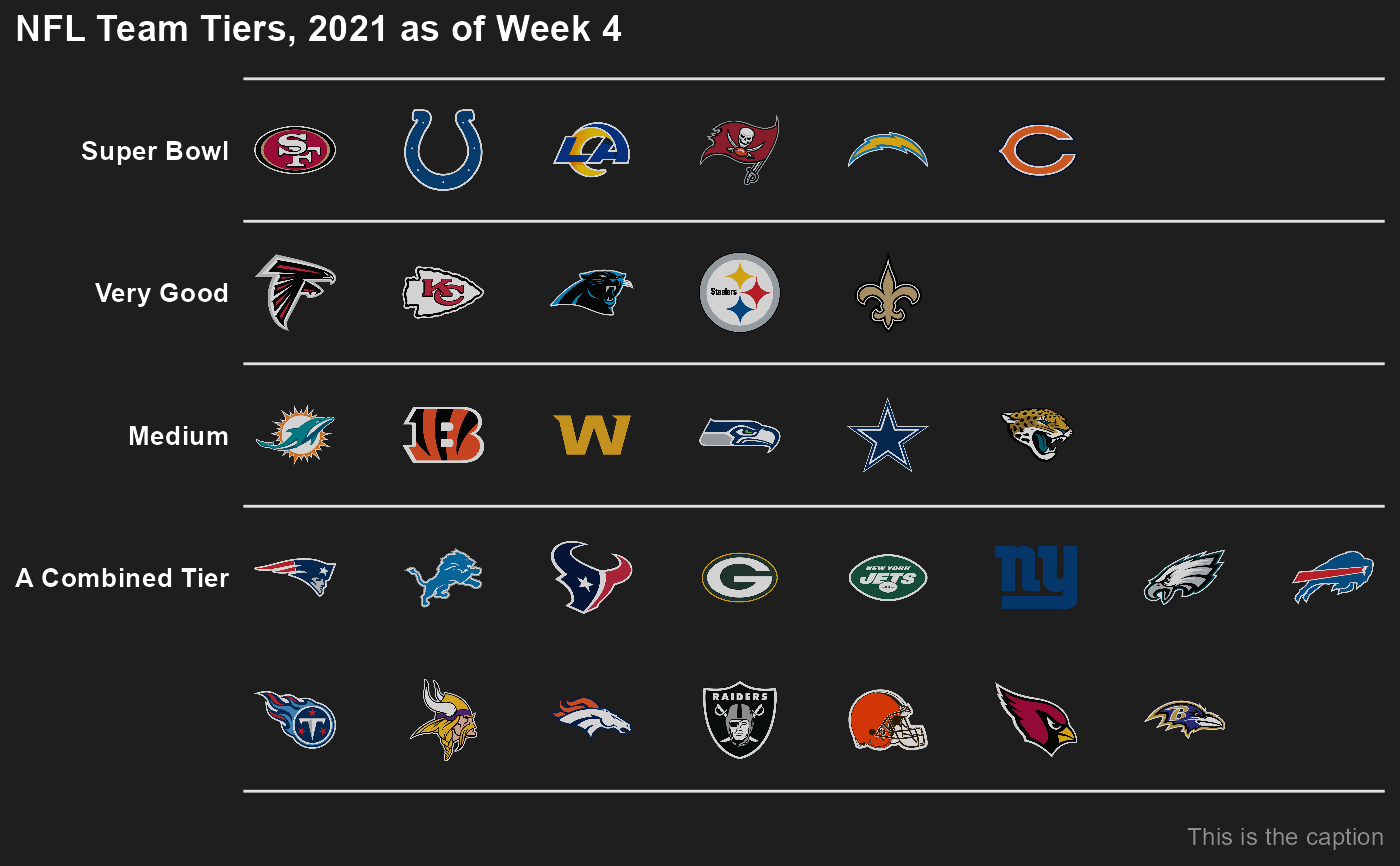 NFL Team Tiers, 2021 as of Week 4
Super Bowl
SF
LA
Very Good
KC
Steelers
Medium
B
W
A Combined Tier
G
NEW YORK
JETS
ny
T
RAIDERS
B
This is the caption